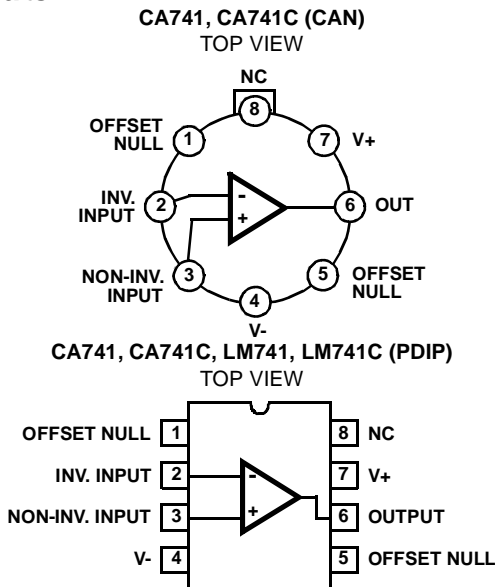 CA741, CA741C (CAN)
TOP VIEW
NC
8
OFFSET
NULL
1
7
V+
INV.
INPUT
2
-
+
6
OUT
NON-INV.
INPUT
3
5
OFFSET
NULL
4
V-
CA741, CA741C, LM741, LM741C (PDIP)
TOP VIEW
OFFSET NULL 1
8 NC
INV. INPUT 2
-
7 V+
NON-INV. INPUT 3
+
6 OUTPUT
V- 4
5 OFFSET NULL